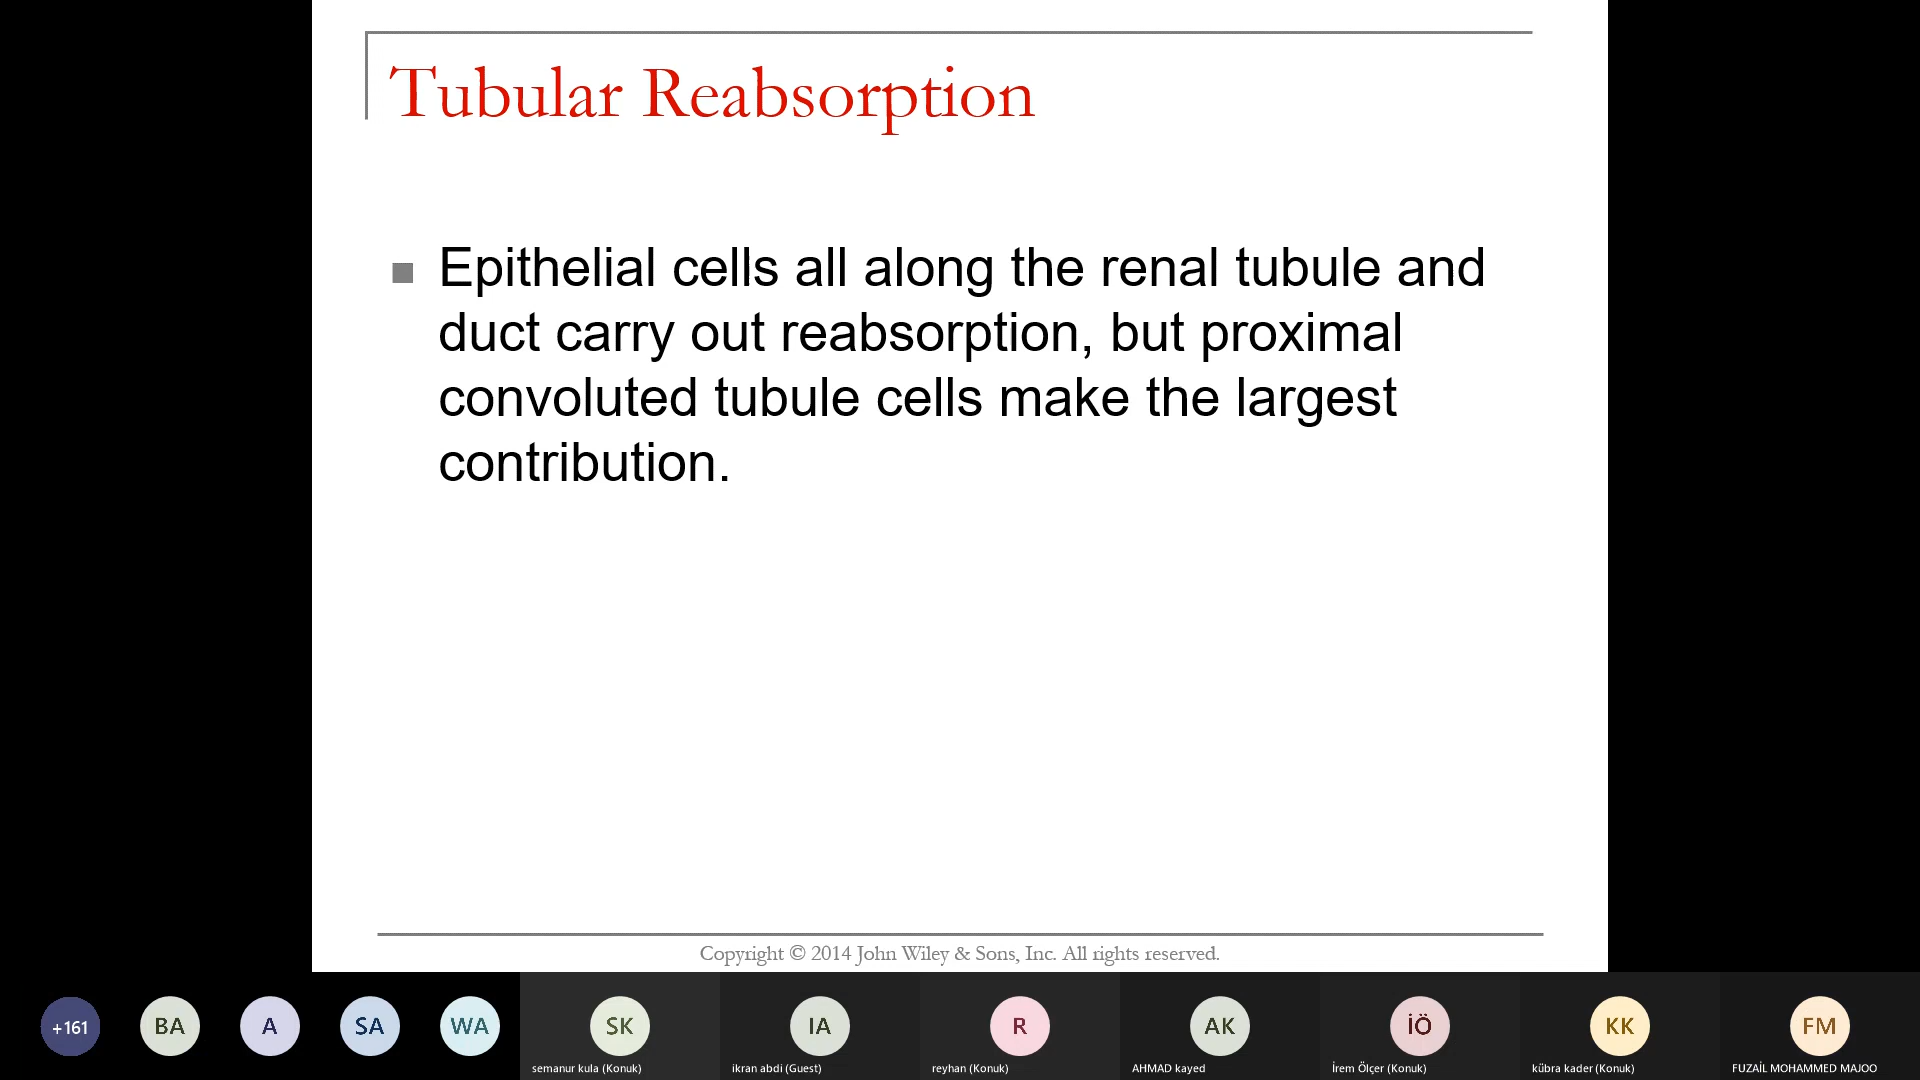 Tubular Reabsorption
Epithelial cells all along the renal tubule and
duct carry out reabsorption, but proximal
convoluted tubule cells make the largest
contribution.
Copyright © 2014 John Wiley & Sons, Inc. All rights reserved.
+161 BA A SA WA SK IA R AK İÖ KK FM
semanur kula (Konuk) ikran abdi (Guest) reyhan (Konuk) AHMAD kayed İrem Ölçer (Konuk) kübra kader (Konuk) FUZAİL MOHAMMED MAJOO